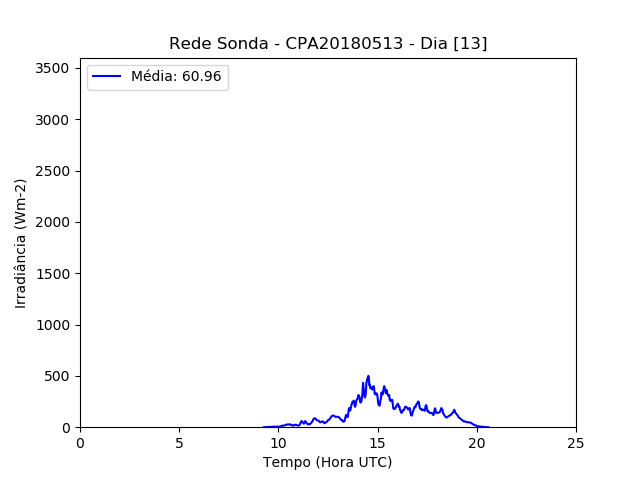 Rede Sonda - CPA20180513 - Dia [13]
Média: 60.96
Irradiância (Wm-2)
3500
3000
2500
2000
1500
1000
500
0
0 5 10 15 20 25
Tempo (Hora UTC)